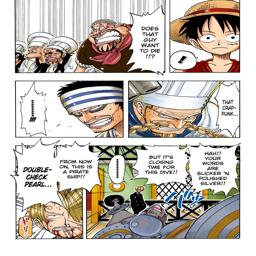 DOES
THAT
GUY
WANT
TO DIE
!!?
!!
THAT
CRAP-
PUNK...
!!!
HAH!!
YOUR
WORDS
ARE
SLICKER 'N
POLISHED
SILVER!!
BUT IT'S
CLOSING
TIME FOR
THIS DIVE!!
FROM NOW
ON, THIS IS
A PIRATE
SHIP!!
DOUBLE-
CHECK
PEARL...